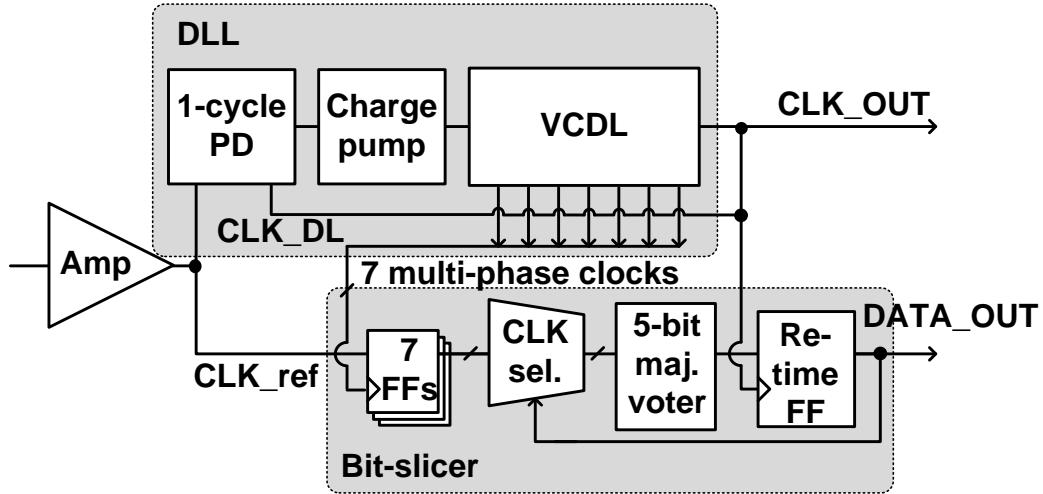 DLL
1-cycle
PD
Charge
pump
VCDL
CLK_OUT
CLK_DL
Amp
7 multi-phase clocks
CLK_ref
7
FFs
CLK
sel.
5-bit
maj.
voter
Re-
time
FF
DATA_OUT
Bit-slicer